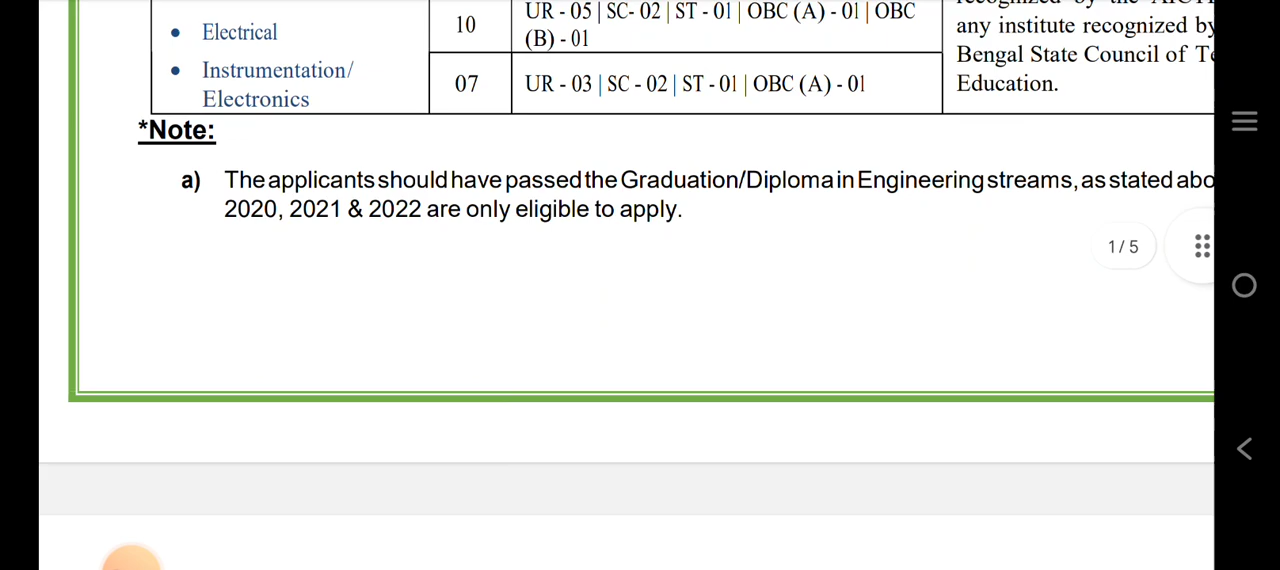 UR - 05 | SC- 02 | ST - 01 | OBC (A) - 01 | OBC
(B) - 01
10
• Electrical
any institute recognized by
Bengal State Council of
Education.
• Instrumentation/
Electronics
07
UR - 03 | SC - 02 | ST - 01 | OBC (A) - 01
*Note:
a) The applicants should have passed the Graduation/Diploma in Engineering streams, as stated
2020, 2021 & 2022 are only eligible to apply.
1 / 5